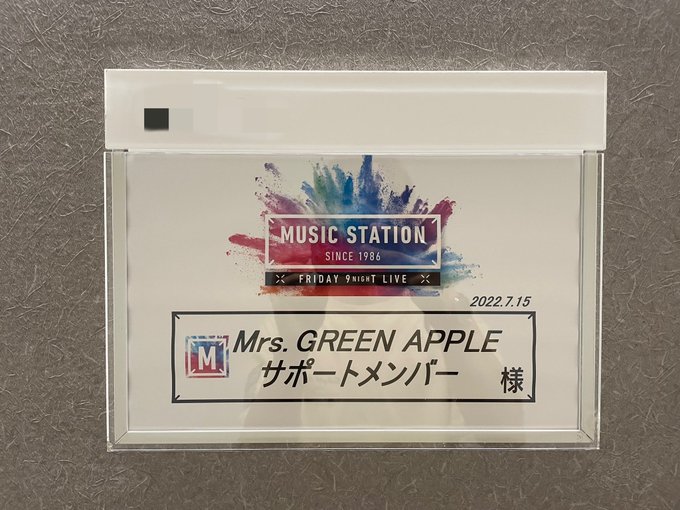 MUSIC STATION
SINCE 1986
FRIDAY 9NIGHT LIVE
2022.7.15
M
Mrs. GREEN APPLE
サポートメンバー 様